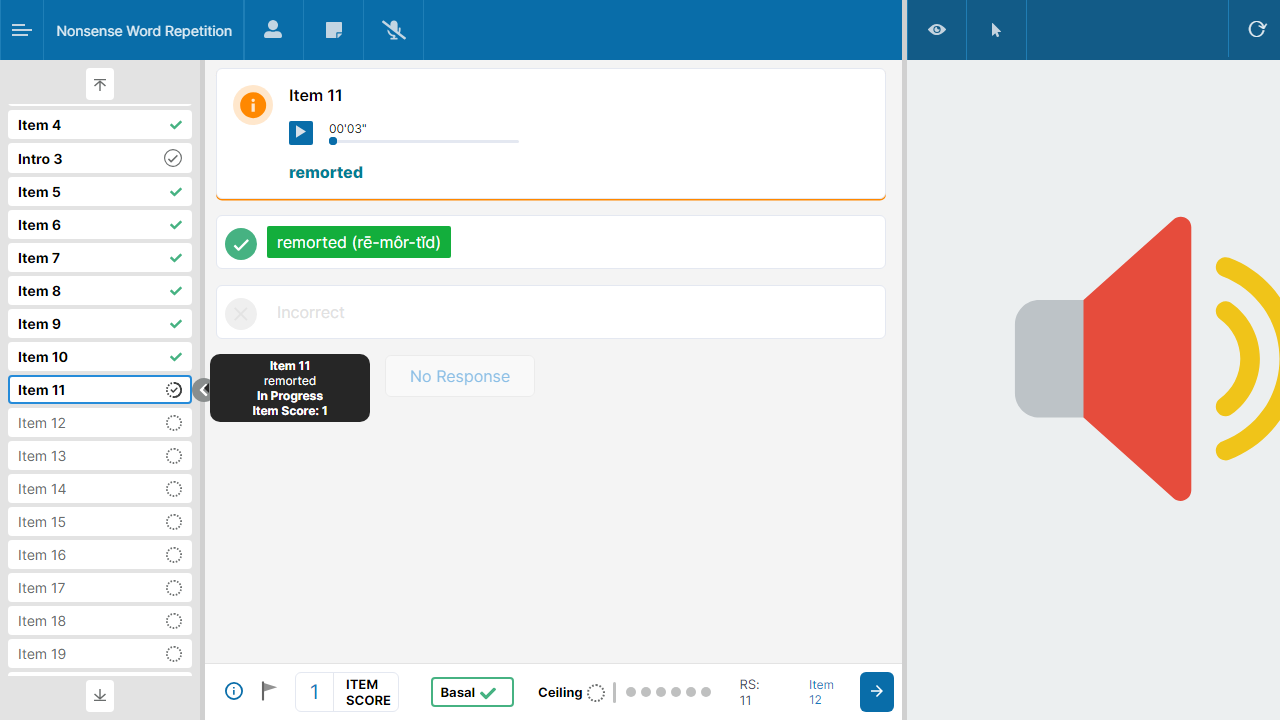 Nonsense Word Repetition
Item 4
Intro 3
Item 5
Item 6
Item 7
Item 8
Item 9
Item 10
Item 11
Item 12
Item 13
Item 14
Item 15
Item 16
Item 17
Item 18
Item 19
Item 11
00'03"
remorted
remorted (rē-môr-tĭd)
Incorrect
Item 11
remorted
In Progress
Item Score: 1
No Response
1
ITEM
SCORE
Basal
Ceiling
RS:
11
Item
12